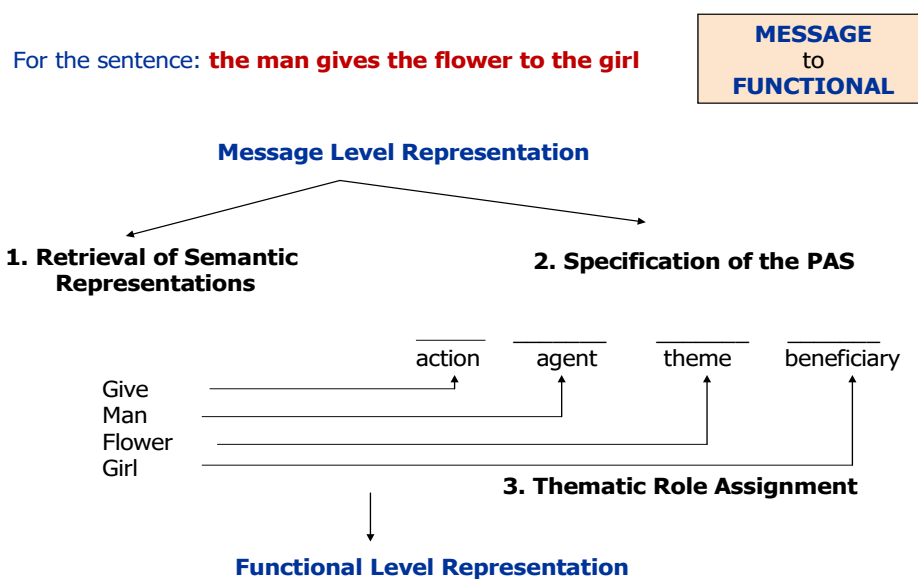 For the sentence: the man gives the flower to the girl
MESSAGE
to
FUNCTIONAL
Message Level Representation
1. Retrieval of Semantic
Representations
2. Specification of the PAS
action agent theme beneficiary
Give
Man
Flower
Girl
3. Thematic Role Assignment
Functional Level Representation